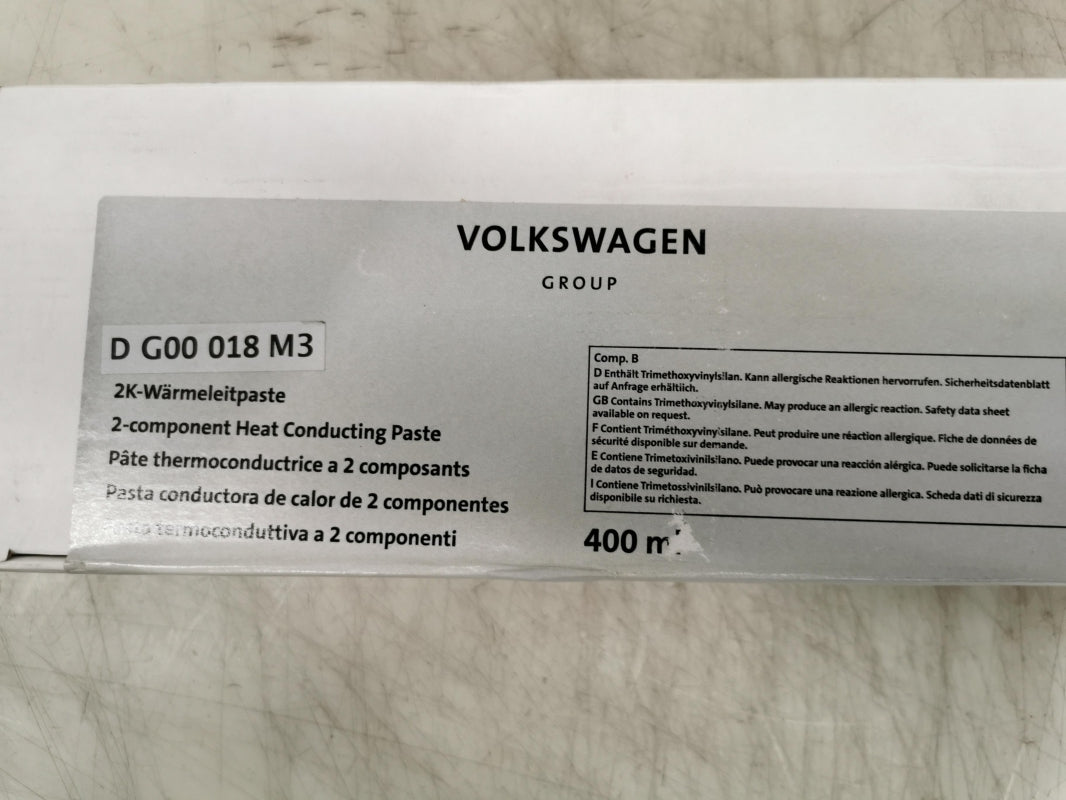 VOLKSWAGEN
GROUP
D G00 018 M3
2K-Wärmeleitpaste
2-component Heat Conducting Paste
Pâte thermoconductrice a 2 composants
Pasta conductora de calor de 2 componentes
termoconduttiva a 2 componenti
Comp. B
D Enthält Trimethoxyvinylsilan. Kann allergische Reaktionen hervorrufen. Sicherheitsdatenblatt
auf Anfrage erhältlich.
GB Contains Trimethoxyvinylsilane. May produce an allergic reaction. Safety data sheet
available on request.
F Contient Triméthoxyvinylsilane. Peut produire une réaction allergique. Fiche de données de
sécurité disponible sur demande.
E Contiene Trimetoxivinilsilano. Puede provocar una reacción alérgica. Puede solicitarse la ficha
de datos de seguridad.
I Contiene Trimetossivinilsilano. Può provocare una reazione allergica. Scheda dati di sicurezza
disponibile su richiesta.
400 m